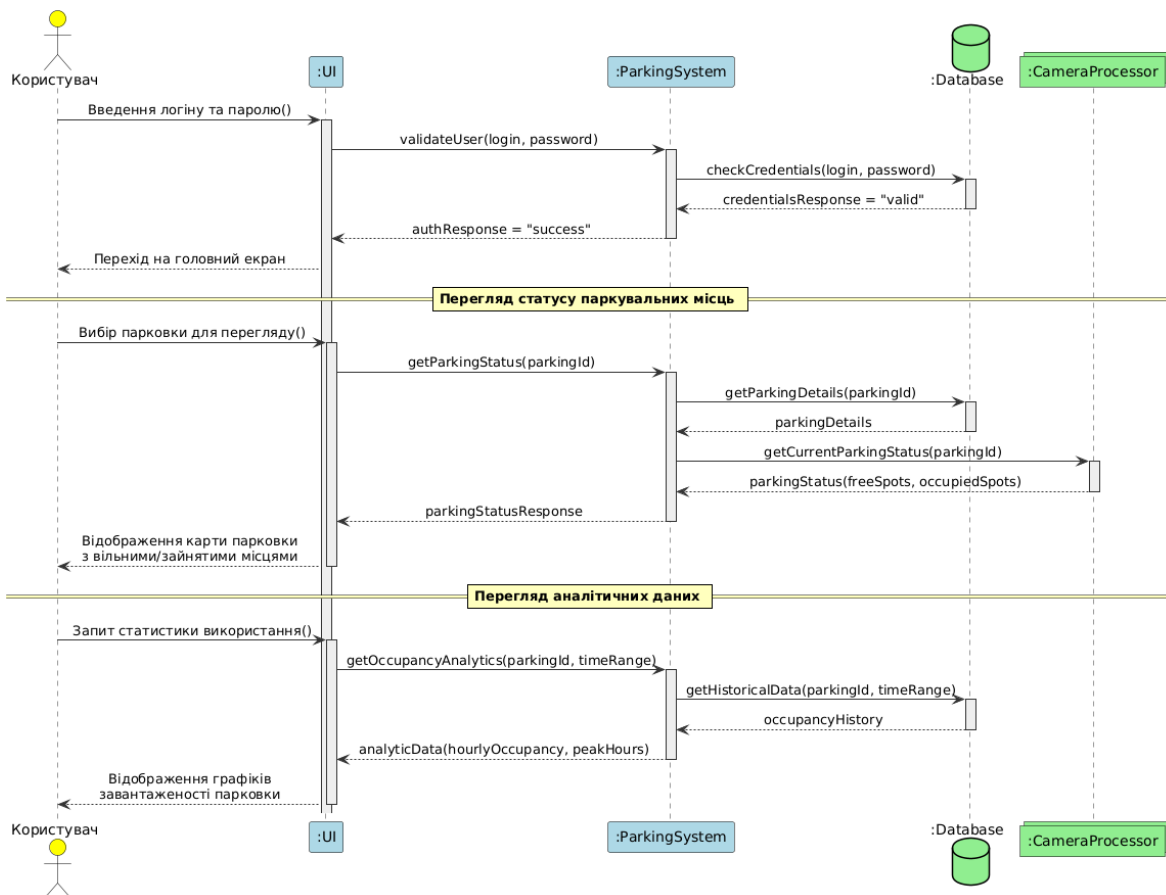 Користувач
:UI
:ParkingSystem
:Database
:CameraProcessor
Введення логіну та паролю()
validateUser(login, password)
checkCredentials(login, password)
credentialsResponse = "valid"
authResponse = "success"
Перехід на головний екран
Перегляд статусу паркувальних місць
Вибір парковки для перегляду()
getParkingStatus(parkingId)
getParkingDetails(parkingId)
parkingDetails
getCurrentParkingStatus(parkingId)
parkingStatus(freeSpots, occupiedSpots)
parkingStatusResponse
Відображення карти парковки
з вільними/зайнятими місцями
Перегляд аналітичних даних
Запит статистики використання()
getOccupancyAnalytics(parkingId, timeRange)
getHistoricalData(parkingId, timeRange)
occupancyHistory
analyticData(hourlyOccupancy, peakHours)
Відображення графіків
завантаженості парковки
Користувач
:UI
:ParkingSystem
:Database
:CameraProcessor